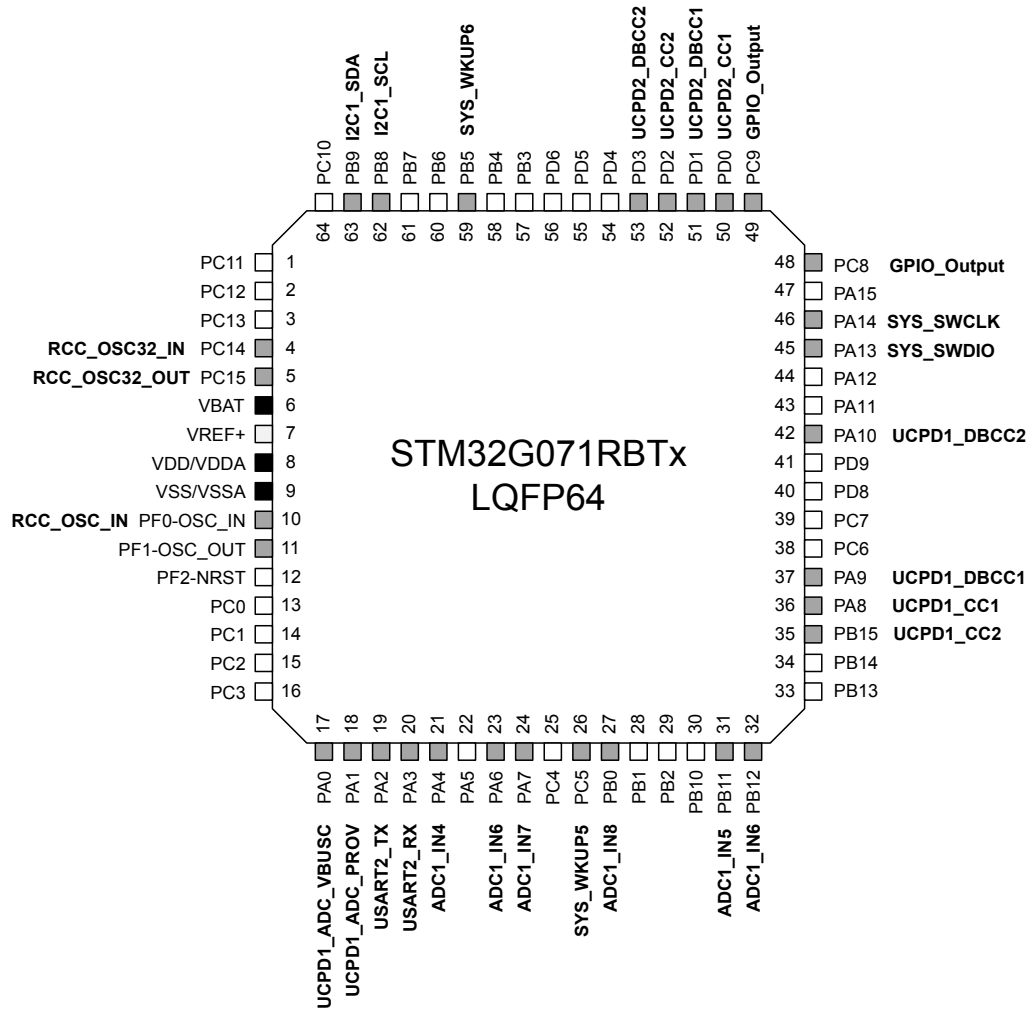 I2C1_SDA
I2C1_SCL
SYS_WKUP6
UCPD2_DBCC2
UCPD2_CC2
UCPD2_DBCC1
UCPD2_CC1
GPIO_Output
PC10
PB9
PB8
PB7
PB6
PB5
PB4
PB3
PD6
PD5
PD4
PD3
PD2
PD1
PD0
PC9
64
63
62
61
60
59
58
57
56
55
54
53
52
51
50
49
PC11 1
PC12 2
PC13 3
RCC_OSC32_IN PC14 4
RCC_OSC32_OUT PC15 5
VBAT 6
VREF+ 7
VDD/VDDA 8
VSS/VSSA 9
RCC_OSC_IN PF0-OSC_IN 10
PF1-OSC_OUT 11
PF2-NRST 12
PC0 13
PC1 14
PC2 15
PC3 16
STM32G071RBTx
LQFP64
48 PC8 GPIO_Output
47 PA15
46 PA14 SYS_SWCLK
45 PA13 SYS_SWDIO
44 PA12
43 PA11
42 PA10 UCPD1_DBCC2
41 PD9
40 PD8
39 PC7
38 PC6
37 PA9 UCPD1_DBCC1
36 PA8 UCPD1_CC1
35 PB15 UCPD1_CC2
34 PB14
33 PB13
17
18
19
20
21
22
23
24
25
26
27
28
29
30
31
32
PA0
PA1
PA2
PA3
PA4
PA5
PA6
PA7
PC4
PC5
PB0
PB1
PB2
PB10
PB11
PB12
UCPD1_ADC_VBUSC
UCPD1_ADC_PROV
USART2_TX
USART2_RX
ADC1_IN4
ADC1_IN6
ADC1_IN7
SYS_WKUP5
ADC1_IN8
ADC1_IN5
ADC1_IN6